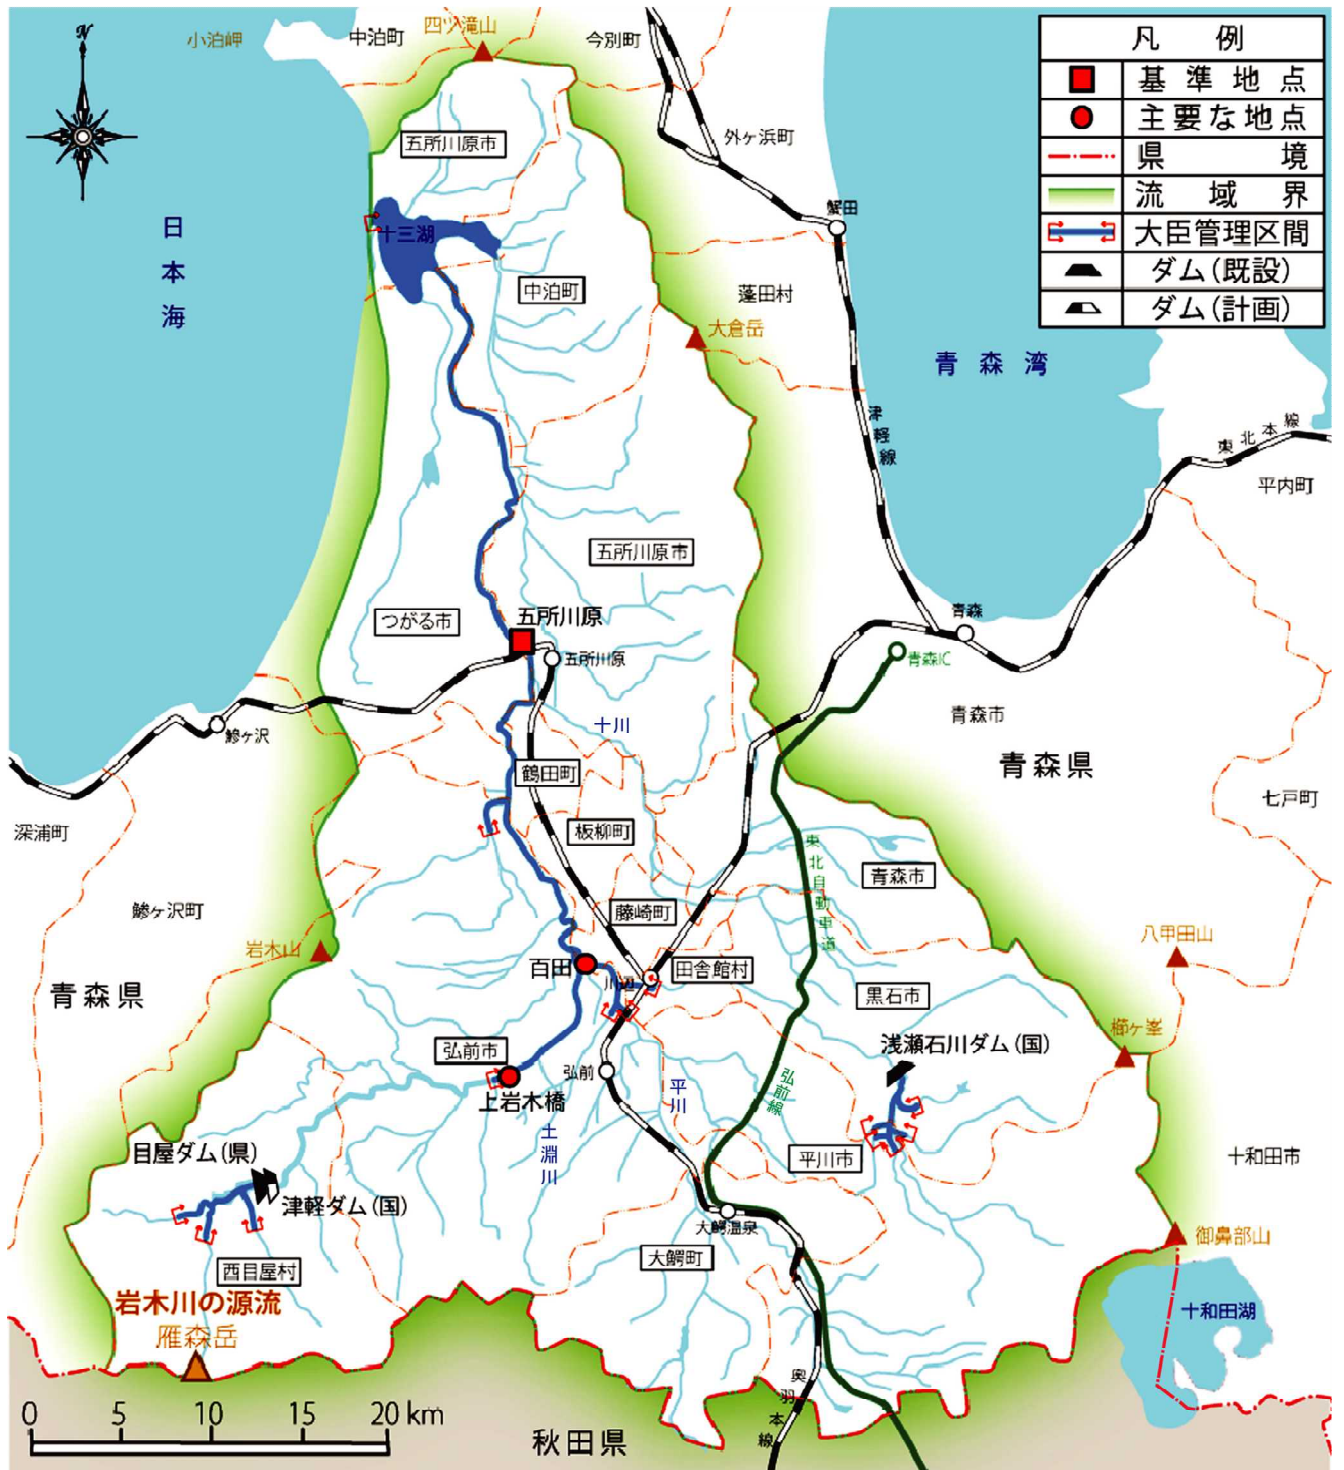 N
小泊岬
中泊町
四ツ滝山
今別町
凡 例
基準地点
主要な地点
県 境
流 域 界
大臣管理区間
ダム(既設)
ダム(計画)
五所川原市
外ヶ浜町
蟹田
日本海
十三湖
中泊町
蓬田村
大倉岳
青森湾
津軽線
東北本線
平内町
五所川原市
つがる市
五所川原
五所川原
青森
青森IC
鰺ヶ沢
十川
青森市
青森県
鶴田町
七戸町
深浦町
板柳町
東北自動車道
青森市
鰺ヶ沢町
藤崎町
岩木山
八甲田山
百田
川辺
田舎館村
青森県
黒石市
櫛ヶ峯
浅瀬石川ダム(国)
弘前市
弘前
弘前線
上岩木橋
平川
土淵川
目屋ダム(県)
平川市
十和田市
津軽ダム(国)
大鰐温泉
御鼻部山
大鰐町
西目屋村
岩木川の源流
雁森岳
十和田湖
奥羽本線
0 5 10 15 20 km
秋田県